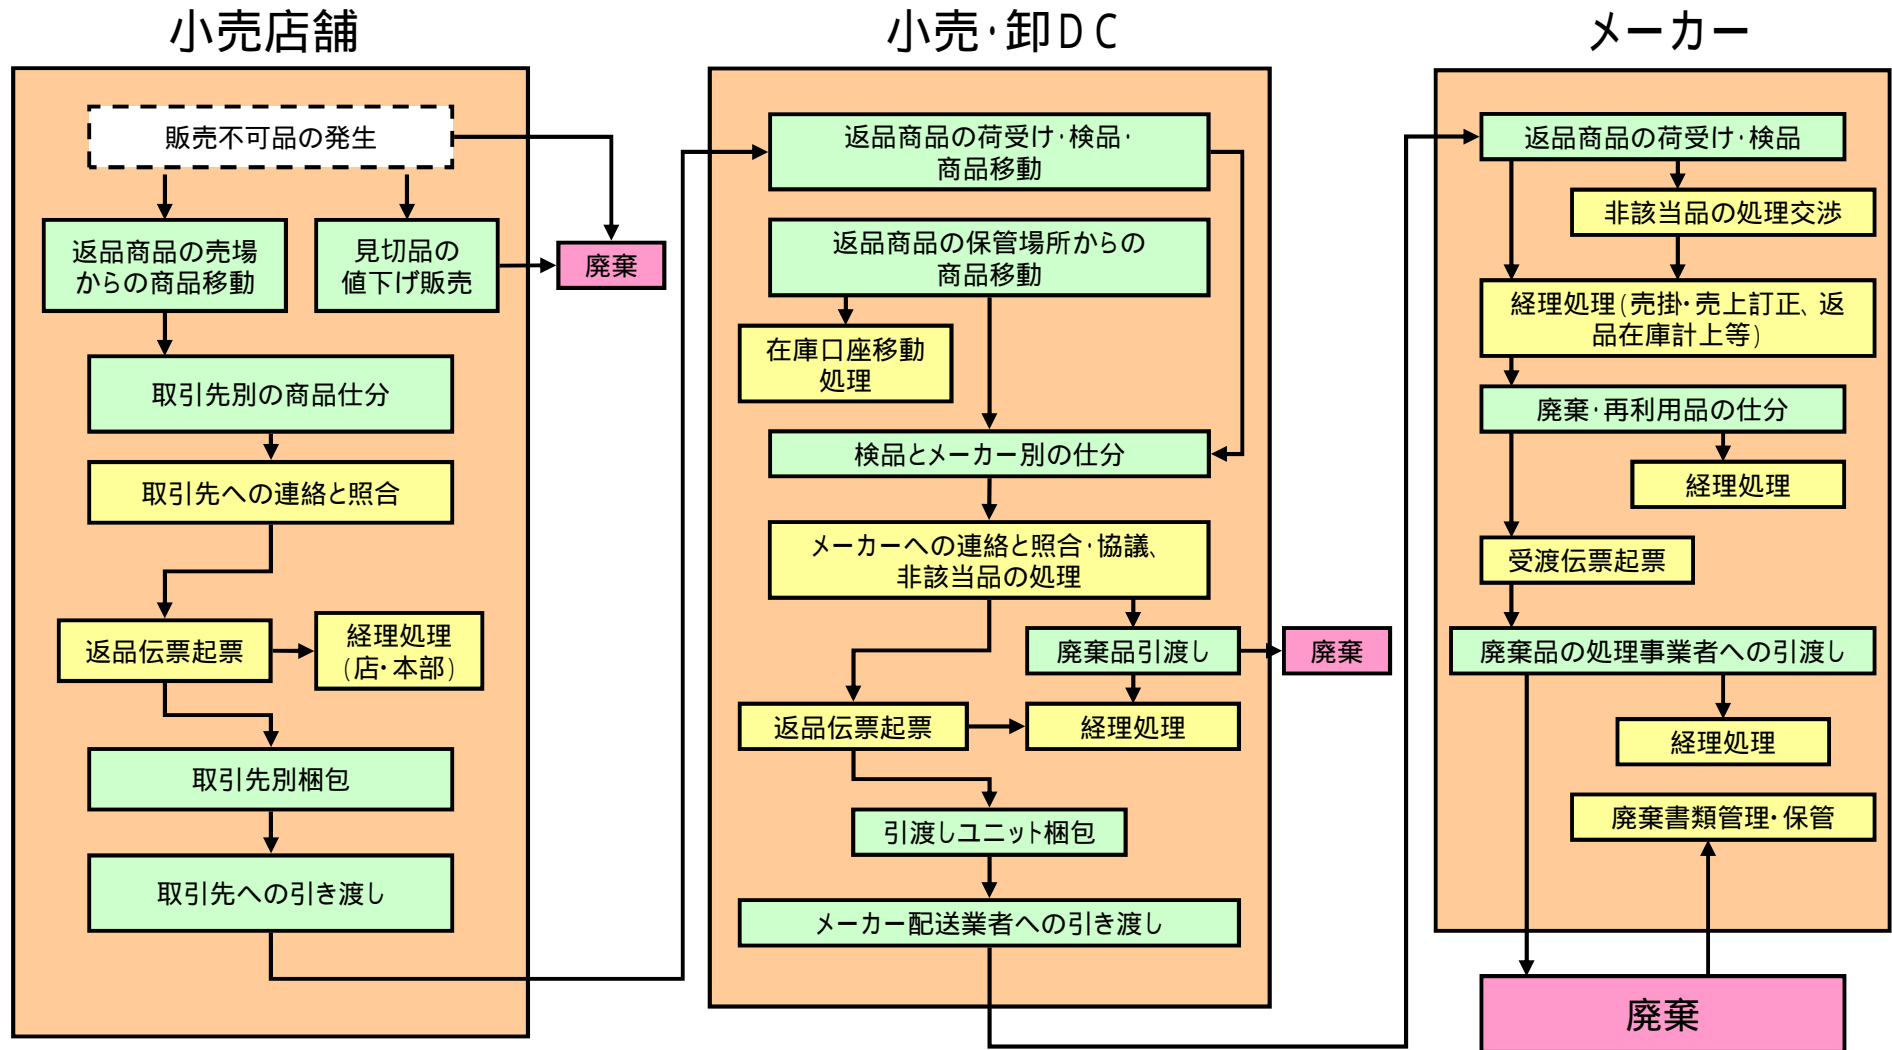 小売店舗
販売不可品の発生
返品商品の売場
からの商品移動
見切品の
値下げ販売
廃棄
取引先別の商品仕分
取引先への連絡と照合
返品伝票起票
経理処理
(店・本部)
取引先別梱包
取引先への引き渡し
小売・卸DC
返品商品の荷受け・検品・
商品移動
返品商品の保管場所からの
商品移動
在庫口座移動
処理
検品とメーカー別の仕分
メーカーへの連絡と照合・協議、
非該当品の処理
廃棄品引渡し
廃棄
返品伝票起票
経理処理
引渡しユニット梱包
メーカー配送業者への引き渡し
メーカー
返品商品の荷受け・検品
非該当品の処理交渉
経理処理(売掛・売上訂正、返
品在庫計上等)
廃棄・再利用品の仕分
経理処理
受渡伝票起票
廃棄品の処理事業者への引渡し
経理処理
廃棄書類管理・保管
廃棄